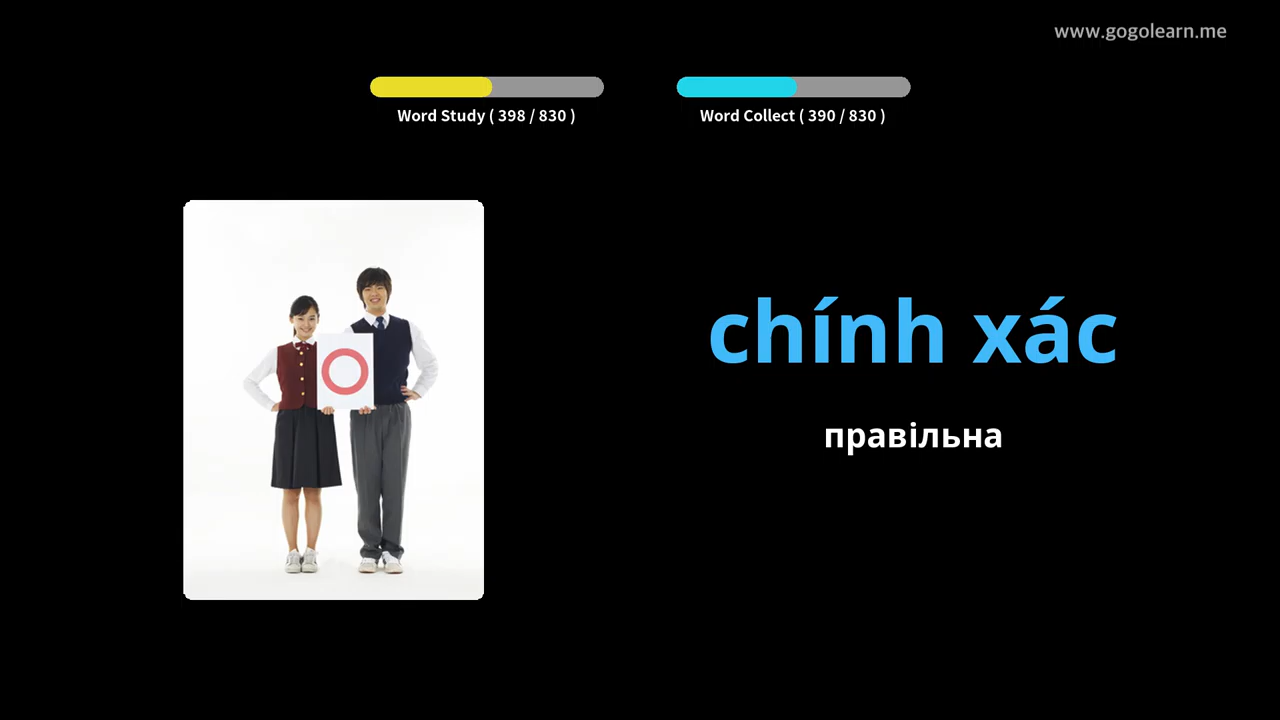 www.gogolearn.me
Word Study ( 398 / 830 )
Word Collect ( 390 / 830 )
chính xác
правільна